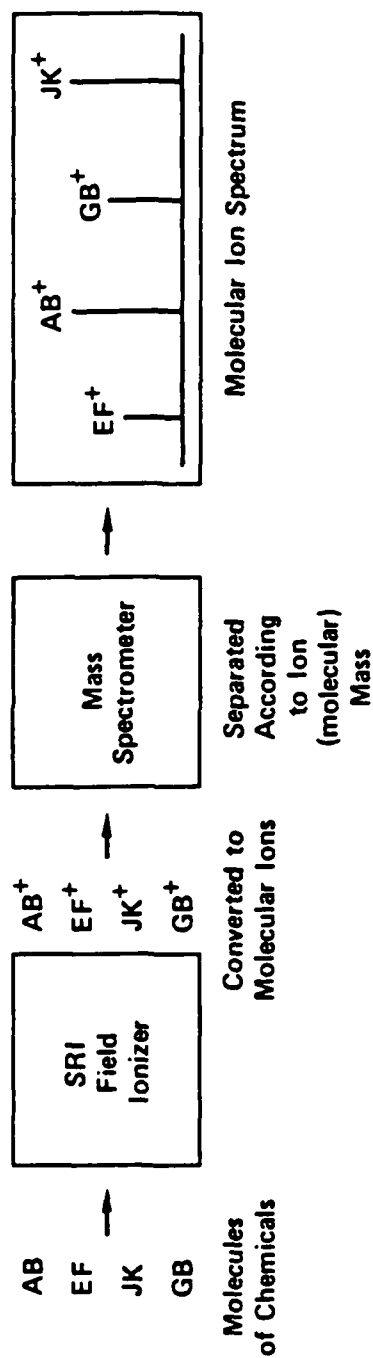 AB
EF
JK
GB
Molecules
of Chemicals
SRI
Field
Ionizer
AB+
EF+
JK+
GB+
Converted to
Molecular Ions
Mass
Spectrometer
Separated
According
to Ion
(molecular)
Mass
EF+
AB+
GB+
JK+
Molecular Ion Spectrum